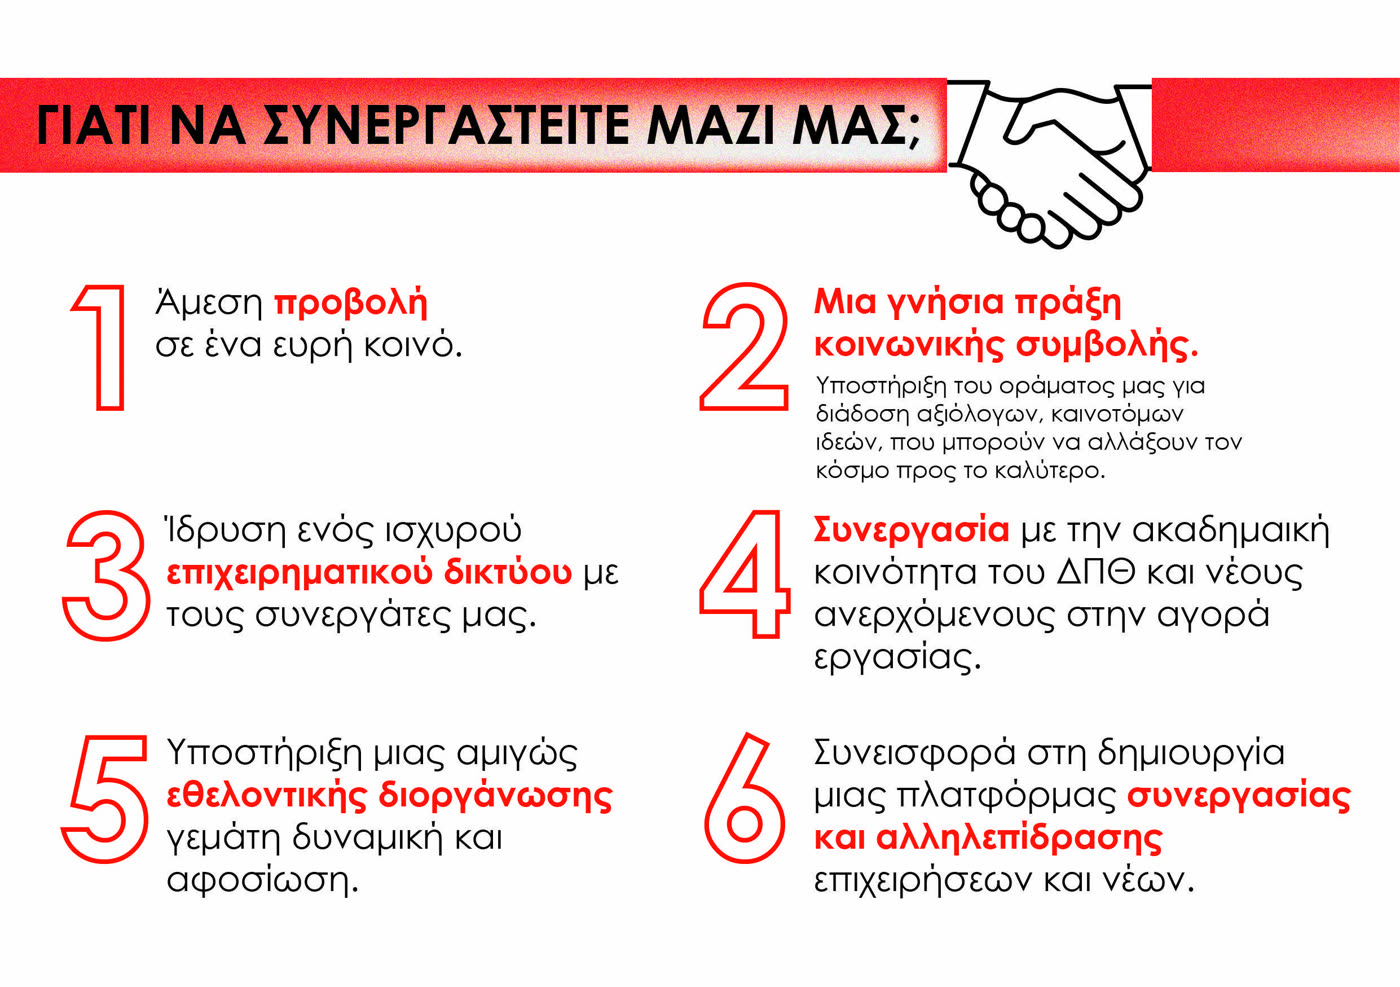 ΓΙΑΤΙ ΝΑ ΣΥΝΕΡΓΑΣΤΕΙΤΕ ΜΑΖΙ ΜΑΣ;
1
Άμεση προβολή
σε ένα ευρή κοινό.
2
Μια γνήσια πράξη
κοινωνικής συμβολής.
Υποστήριξη του οράματος μας για
διάδοση αξιόλογων, καινοτόμων
ιδεών, που μπορούν να αλλάξουν τον
κόσμο προς το καλύτερο.
3
Ίδρυση ενός ισχυρού
επιχειρηματικού δικτύου με
τους συνεργάτες μας.
4
Συνεργασία με την ακαδημαική
κοινότητα του ΔΠΘ και νέους
ανερχόμενους στην αγορά
εργασίας.
5
Υποστήριξη μιας αμιγώς
εθελοντικής διοργάνωσης
γεμάτη δυναμική και
αφοσίωση.
6
Συνεισφορά στη δημιουργία
μιας πλατφόρμας συνεργασίας
και αλληλεπίδρασης
επιχειρήσεων και νέων.